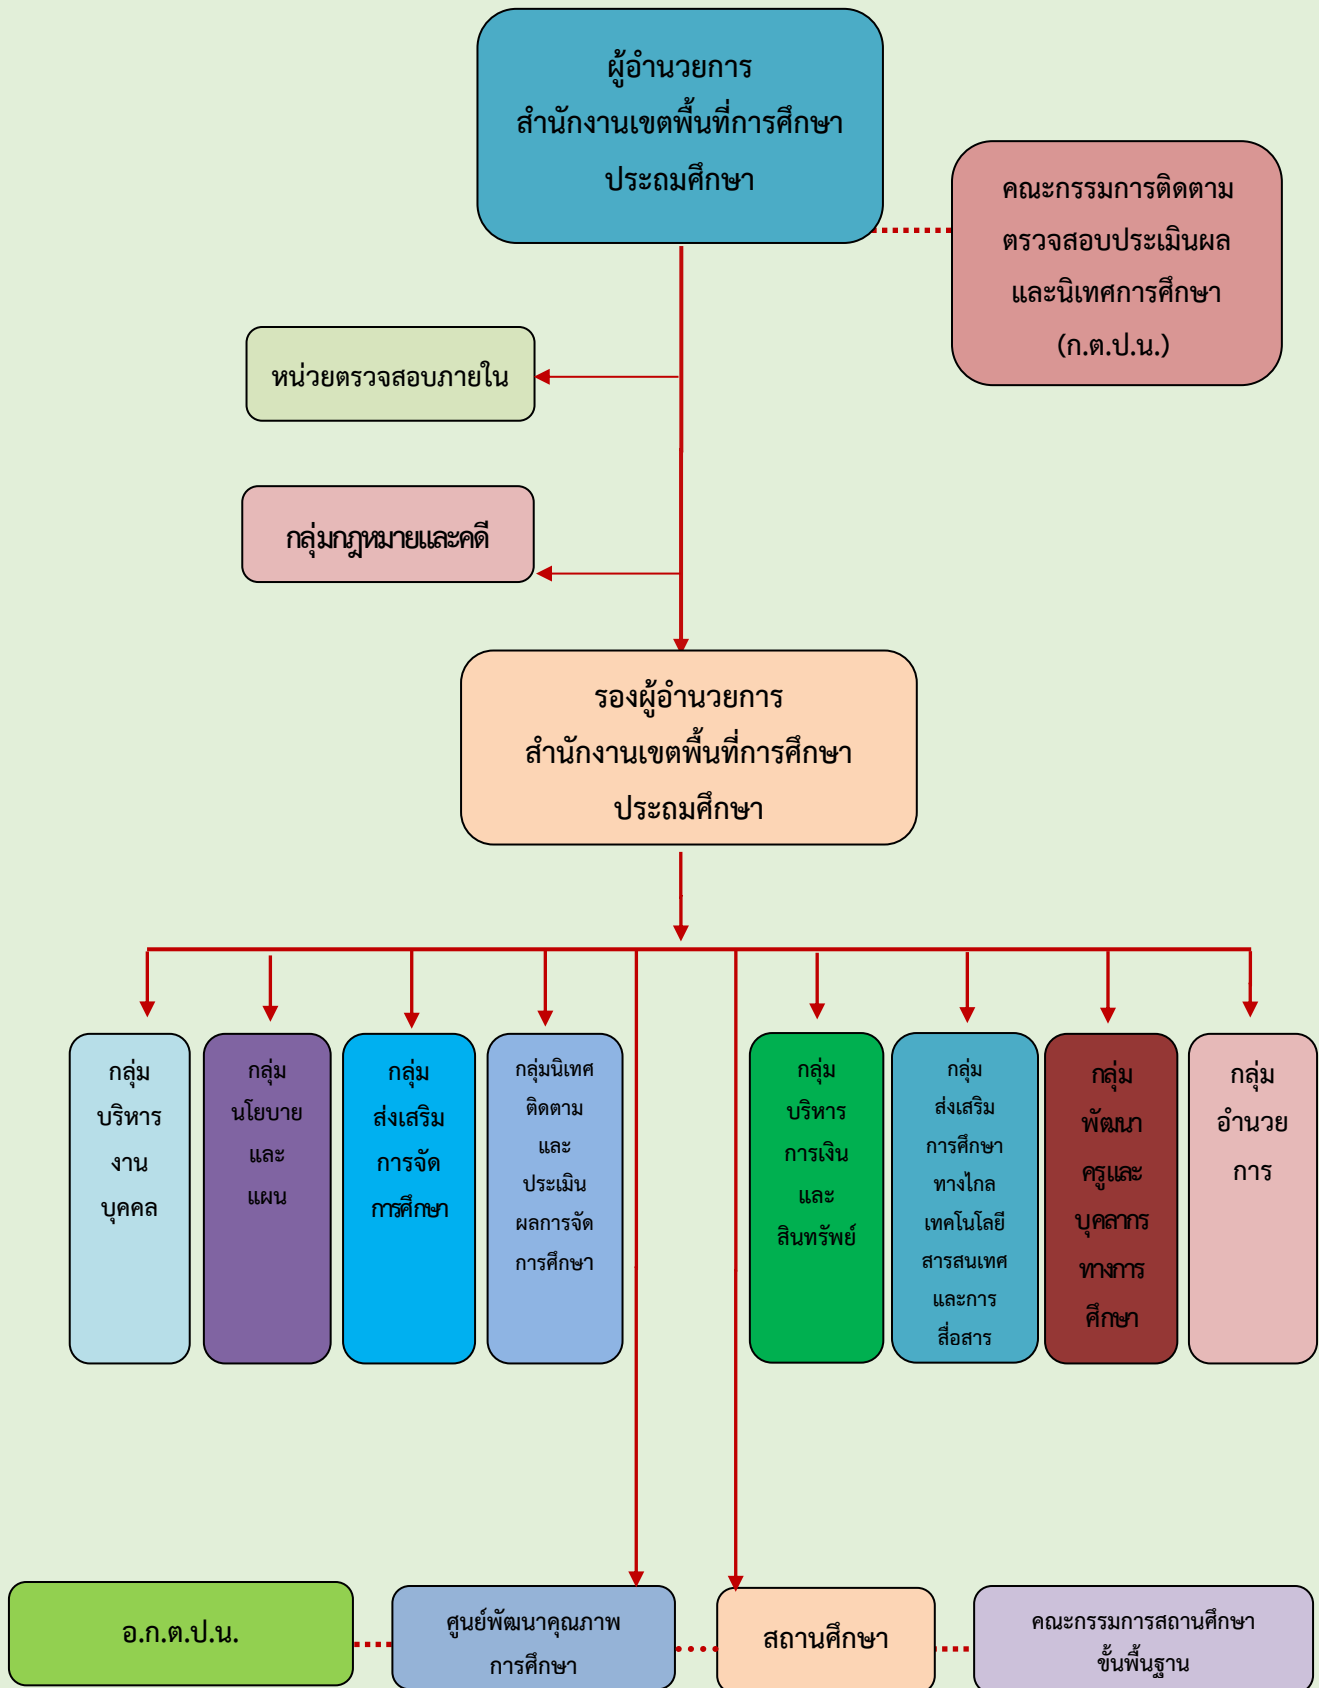 ผู้อำนวยการ
สำนักงานเขตพื้นที่การศึกษา
ประถมศึกษา
คณะกรรมการติดตาม
ตรวจสอบประเมินผล
และนิเทศการศึกษา
(ก.ต.ป.น.)
หน่วยตรวจสอบภายใน
กลุ่มกฎหมายและคดี
รองผู้อำนวยการ
สำนักงานเขตพื้นที่การศึกษา
ประถมศึกษา
กลุ่ม
บริหาร
งาน
บุคคล
กลุ่ม
นโยบาย
และ
แผน
กลุ่ม
ส่งเสริม
การจัด
การศึกษา
กลุ่มนิเทศ
ติดตาม
และ
ประเมิน
ผลการจัด
การศึกษา
กลุ่ม
บริหาร
การเงิน
และ
สินทรัพย์
กลุ่ม
ส่งเสริม
การศึกษา
ทางไกล
เทคโนโลยี
สารสนเทศ
และการ
สื่อสาร
กลุ่ม
พัฒนา
ครูและ
บุคลากร
ทางการ
ศึกษา
กลุ่ม
อำนวย
การ
อ.ก.ต.ป.น.
ศูนย์พัฒนาคุณภาพ
การศึกษา
สถานศึกษา
คณะกรรมการสถานศึกษา
ขั้นพื้นฐาน